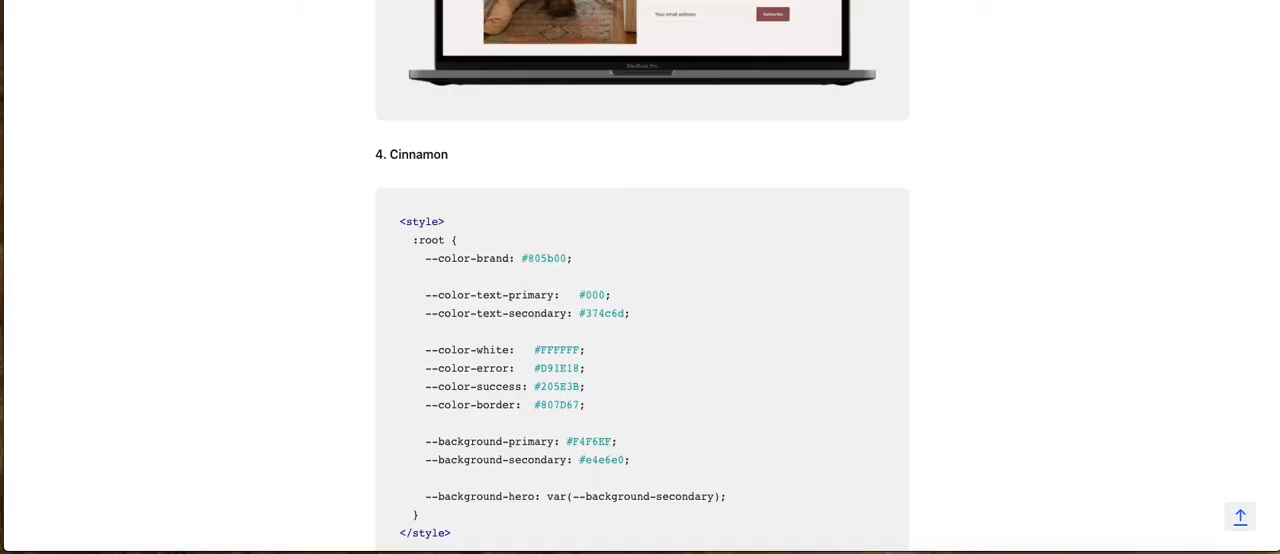 Your email address
Subscribe
MacBook Pro
4. Cinnamon
<style>
:root {
--color-brand: #805b00;
--color-text-primary: #000;
--color-text-secondary: #374c6d;
--color-white: #FFFFFF;
--color-error: #D91E18;
--color-success: #205E3B;
--color-border: #807D67;
--background-primary: #F4F6EF;
--background-secondary: #e4e6e0;
--background-hero: var(--background-secondary);
}
</style>